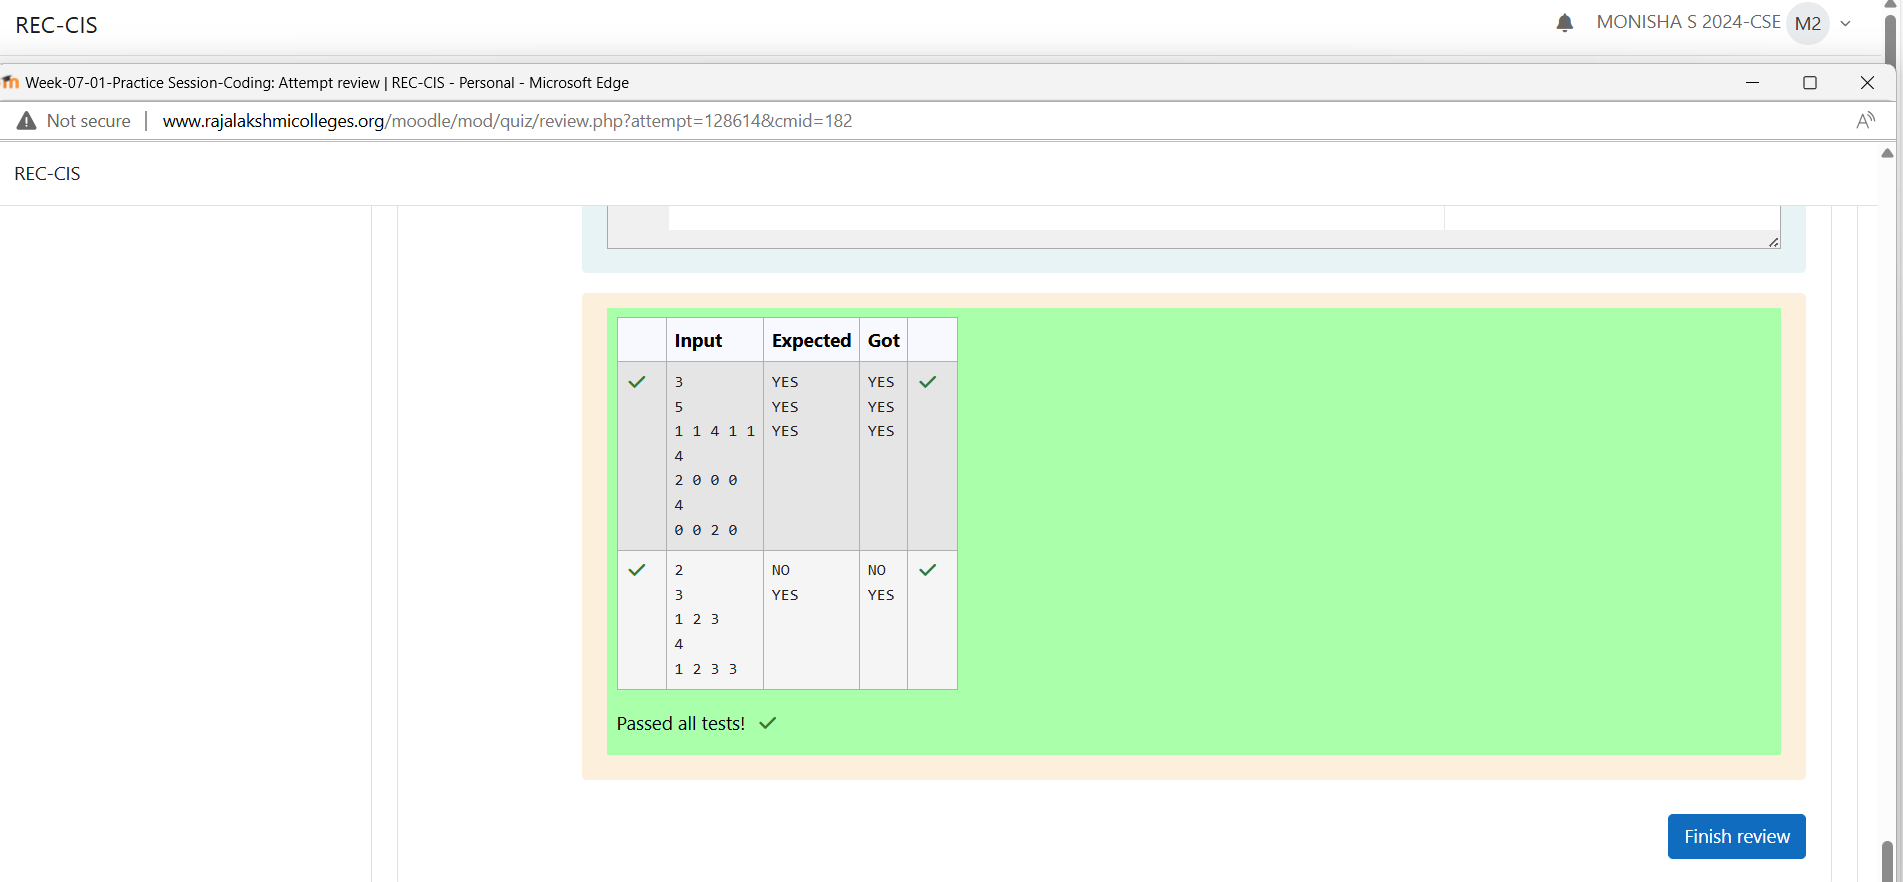 REC-CIS
MONISHA S 2024-CSE M2
Week-07-01-Practice Session-Coding: Attempt review | REC-CIS - Personal - Microsoft Edge
Not secure | www.rajalakshmicolleges.org/moodle/mod/quiz/review.php?attempt=128614&cmid=182
REC-CIS
Input Expected Got
3 YES YES
5 YES YES
1 1 4 1 1 YES YES
4
2 0 0 0
4
0 0 2 0
2 NO NO
3 YES YES
1 2 3
4
1 2 3 3
Passed all tests!
Finish review